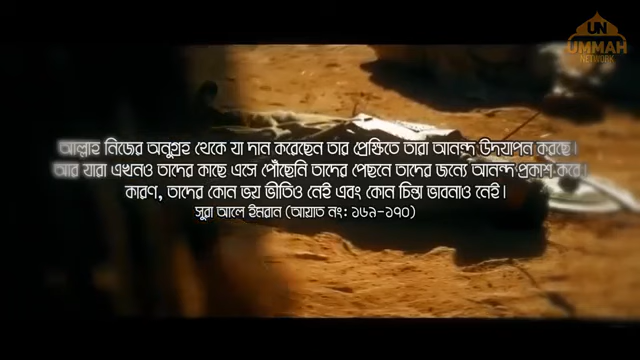 UN
UMMAH
NETWORK
আল্লাহ নিজের অনুগ্রহ থেকে যা দান করেছেন তার প্রেক্ষিতে তারা আনন্দ উদযাপন করছে।
আর যারা এখনও তাদের কাছে এসে পৌঁছেনি তাদের পেছনে তাদের জন্যে আনন্দ প্রকাশ করে।
কারণ, তাদের কোন ভয় ভীতিও নেই এবং কোন চিন্তা ভাবনাও নেই।
সুরা আলে ইমরান (আয়াত নং: ১৬৯-১৭০)